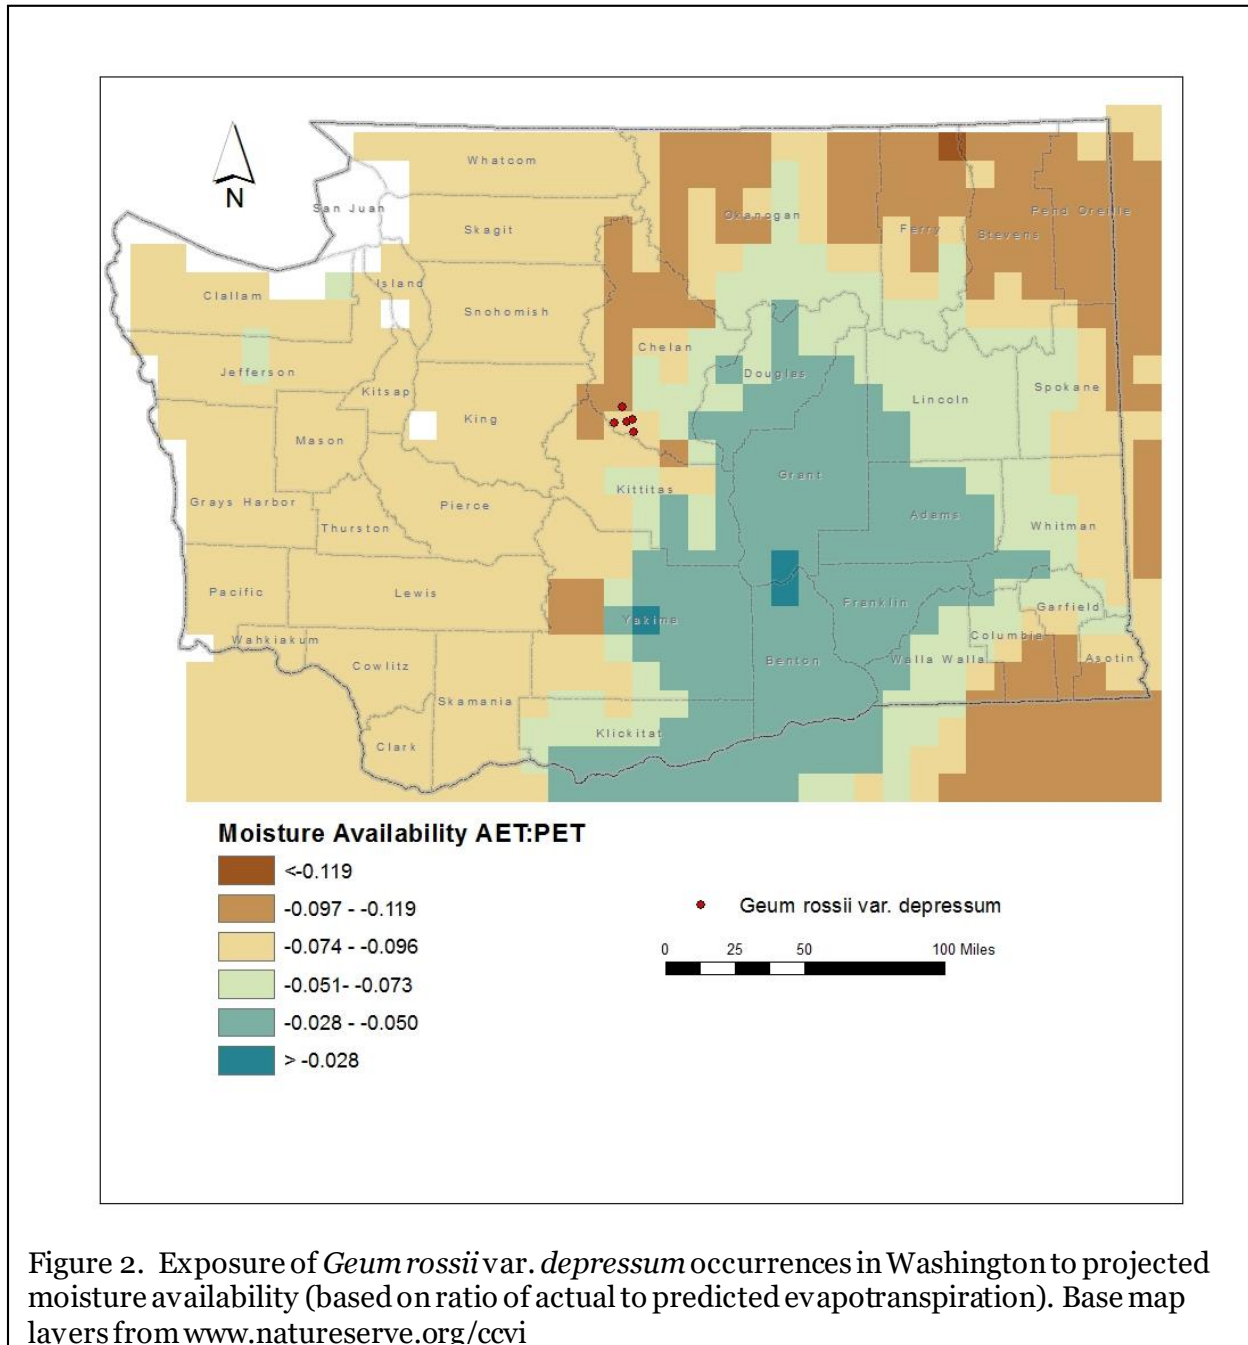 N
Whatcom
San Juan
Okanogan
Pend Oreille
Skagit
Ferry
Stevens
Island
Clallam
Snohomish
Chelan
Jefferson
Douglas
Spokane
Kitsap
Lincoln
King
Mason
Grant
Kittitas
Grays Harbor
Pierce
Adams
Thurston
Whitman
Pacific
Lewis
Franklin
Garfield
Yakima
Wahkiakum
Columbia
Cowlitz
Benton
Walla Walla
Asotin
Skamania
Klickitat
Clark
Moisture Availability AET:PET
<-0.119
-0.097 - -0.119
-0.074 - -0.096
-0.051- -0.073
-0.028 - -0.050
> -0.028
Geum rossii var. depressum
0 25 50 100 Miles
Figure 2. Exposure of Geum rossii var. depressum occurrences in Washington to projected
moisture availability (based on ratio of actual to predicted evapotranspiration). Base map
layers from www.natureserve.org/ccvi